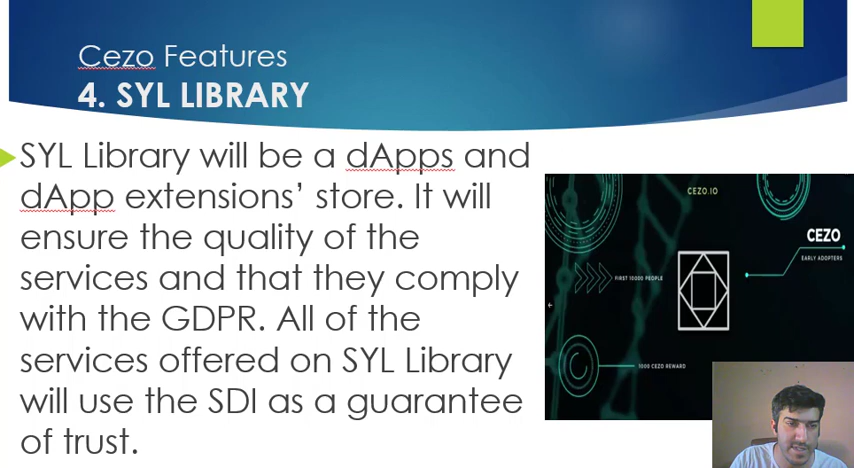 Cezo Features
4. SYL LIBRARY
SYL Library will be a dApps and
dApp extensions’ store. It will
ensure the quality of the
services and that they comply
with the GDPR. All of the
services offered on SYL Library
will use the SDI as a guarantee
of trust.
CEZO.IO
CEZO
EARLY ADOPTERS
FIRST 10000 PEOPLE
1000 CEZO REWARD